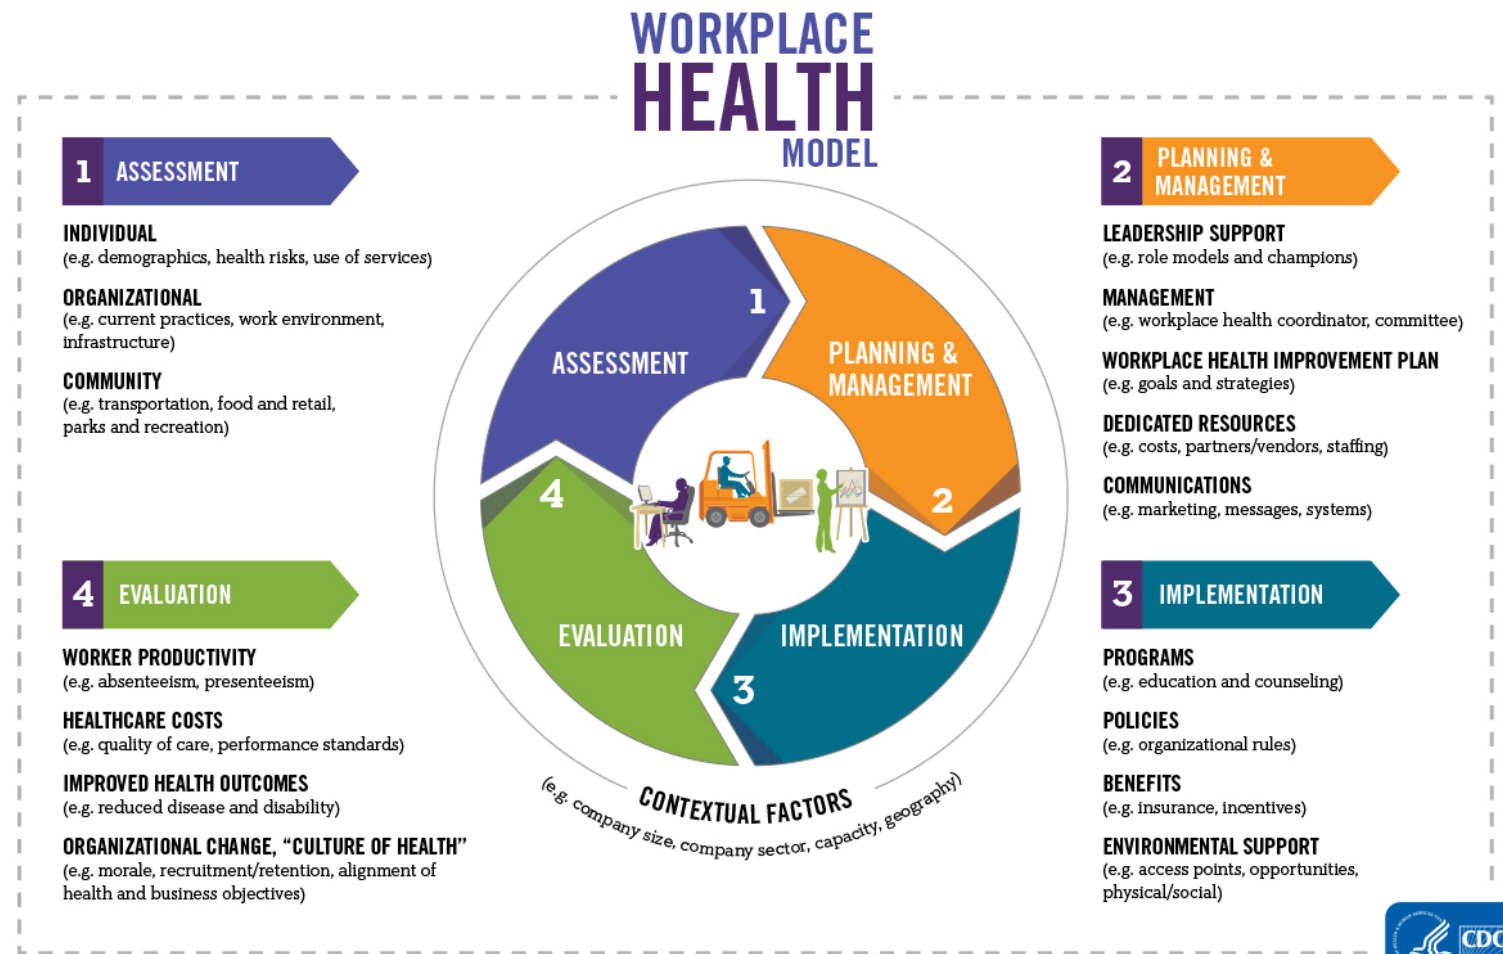 WORKPLACE
HEALTH
MODEL
1 ASSESSMENT
INDIVIDUAL
(e.g. demographics, health risks, use of services)
ORGANIZATIONAL
(e.g. current practices, work environment,
infrastructure)
COMMUNITY
(e.g. transportation, food and retail,
parks and recreation)
2 PLANNING &
MANAGEMENT
LEADERSHIP SUPPORT
(e.g. role models and champions)
MANAGEMENT
(e.g. workplace health coordinator, committee)
WORKPLACE HEALTH IMPROVEMENT PLAN
(e.g. goals and strategies)
DEDICATED RESOURCES
(e.g. costs, partners/vendors, staffing)
COMMUNICATIONS
(e.g. marketing, messages, systems)
1
ASSESSMENT
PLANNING &
MANAGEMENT
2
4
EVALUATION
IMPLEMENTATION
3
CONTEXTUAL FACTORS
(e.g. company size, company sector, capacity, geography)
4 EVALUATION
WORKER PRODUCTIVITY
(e.g. absenteeism, presenteeism)
HEALTHCARE COSTS
(e.g. quality of care, performance standards)
IMPROVED HEALTH OUTCOMES
(e.g. reduced disease and disability)
ORGANIZATIONAL CHANGE, “CULTURE OF HEALTH”
(e.g. morale, recruitment/retention, alignment of
health and business objectives)
3 IMPLEMENTATION
PROGRAMS
(e.g. education and counseling)
POLICIES
(e.g. organizational rules)
BENEFITS
(e.g. insurance, incentives)
ENVIRONMENTAL SUPPORT
(e.g. access points, opportunities,
physical/social)
CDC